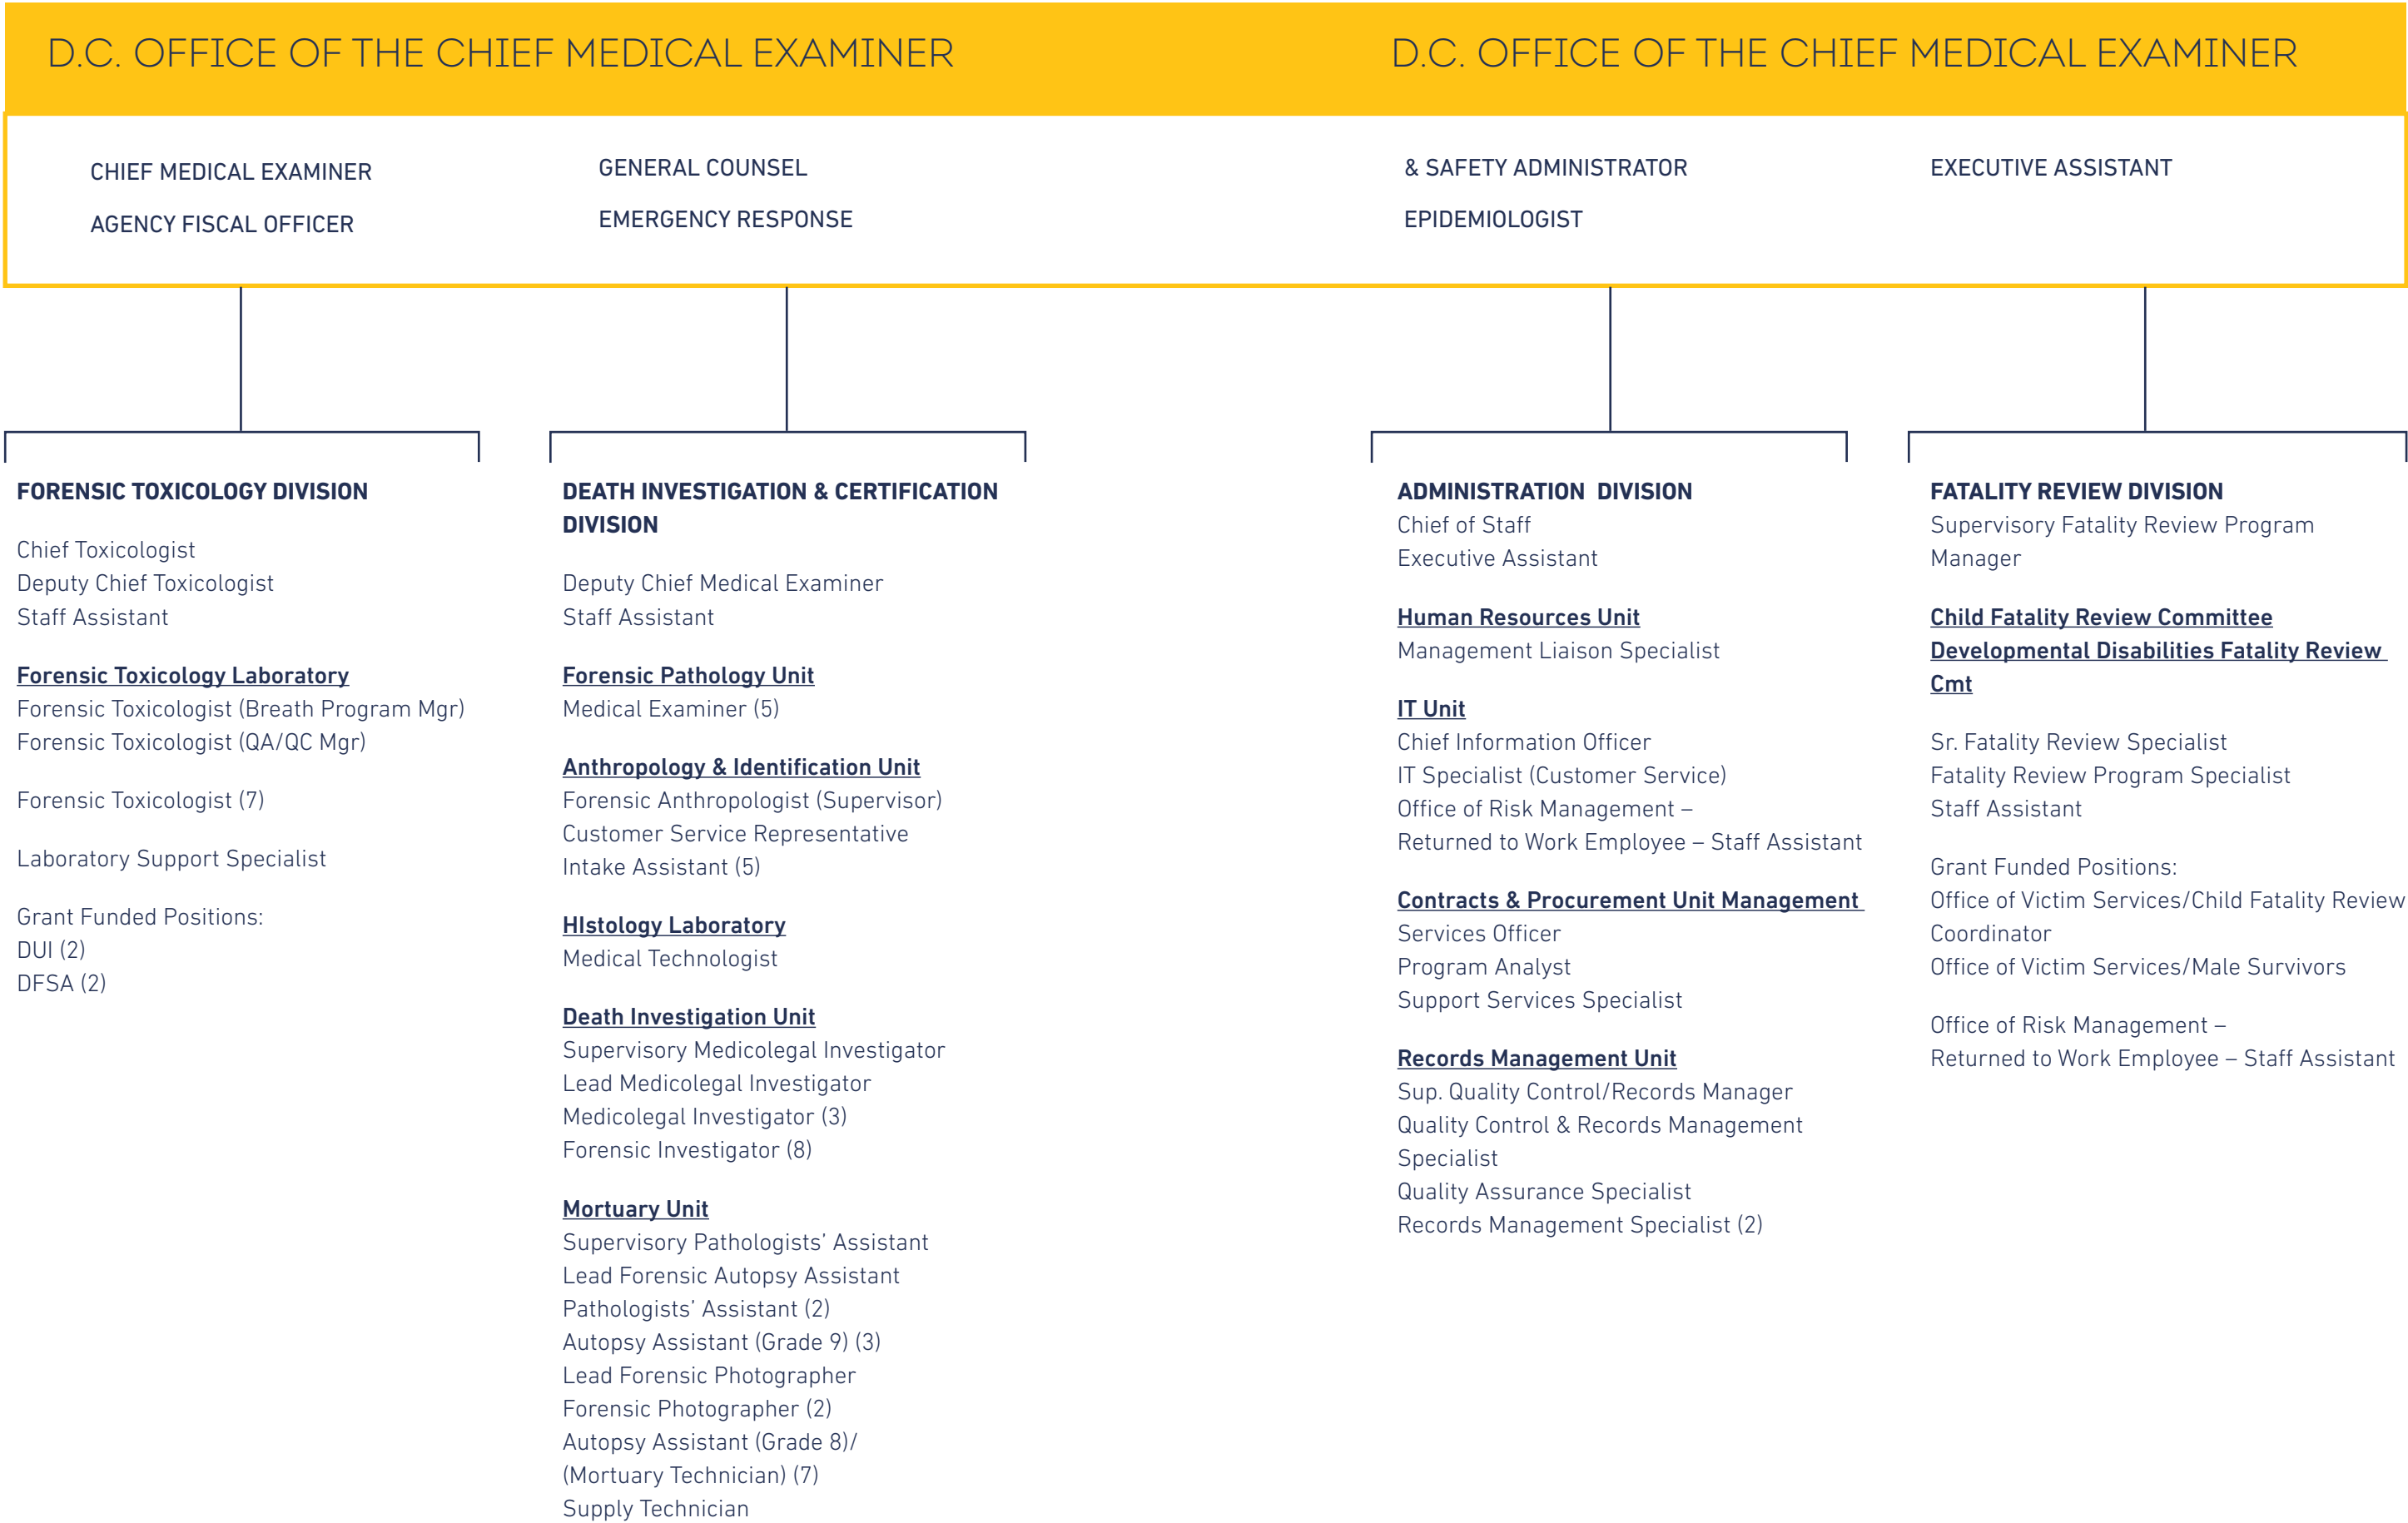 D.C. OFFICE OF THE CHIEF MEDICAL EXAMINER
D.C. OFFICE OF THE CHIEF MEDICAL EXAMINER
CHIEF MEDICAL EXAMINER
AGENCY FISCAL OFFICER
GENERAL COUNSEL
EMERGENCY RESPONSE
& SAFETY ADMINISTRATOR
EPIDEMIOLOGIST
EXECUTIVE ASSISTANT
FORENSIC TOXICOLOGY DIVISION
Chief Toxicologist
Deputy Chief Toxicologist
Staff Assistant
Forensic Toxicology Laboratory
Forensic Toxicologist (Breath Program Mgr)
Forensic Toxicologist (QA/QC Mgr)
Forensic Toxicologist (7)
Laboratory Support Specialist
Grant Funded Positions:
DUI (2)
DFSA (2)
DEATH INVESTIGATION & CERTIFICATION
DIVISION
Deputy Chief Medical Examiner
Staff Assistant
Forensic Pathology Unit
Medical Examiner (5)
Anthropology & Identification Unit
Forensic Anthropologist (Supervisor)
Customer Service Representative
Intake Assistant (5)
HIstology Laboratory
Medical Technologist
Death Investigation Unit
Supervisory Medicolegal Investigator
Lead Medicolegal Investigator
Medicolegal Investigator (3)
Forensic Investigator (8)
Mortuary Unit
Supervisory Pathologists’ Assistant
Lead Forensic Autopsy Assistant
Pathologists’ Assistant (2)
Autopsy Assistant (Grade 9) (3)
Lead Forensic Photographer
Forensic Photographer (2)
Autopsy Assistant (Grade 8)/
(Mortuary Technician) (7)
Supply Technician
ADMINISTRATION DIVISION
Chief of Staff
Executive Assistant
Human Resources Unit
Management Liaison Specialist
IT Unit
Chief Information Officer
IT Specialist (Customer Service)
Office of Risk Management –
Returned to Work Employee – Staff Assistant
Contracts & Procurement Unit Management
Services Officer
Program Analyst
Support Services Specialist
Records Management Unit
Sup. Quality Control/Records Manager
Quality Control & Records Management
Specialist
Quality Assurance Specialist
Records Management Specialist (2)
FATALITY REVIEW DIVISION
Supervisory Fatality Review Program
Manager
Child Fatality Review Committee
Developmental Disabilities Fatality Review
Cmt
Sr. Fatality Review Specialist
Fatality Review Program Specialist
Staff Assistant
Grant Funded Positions:
Office of Victim Services/Child Fatality Review
Coordinator
Office of Victim Services/Male Survivors
Office of Risk Management –
Returned to Work Employee – Staff Assistant